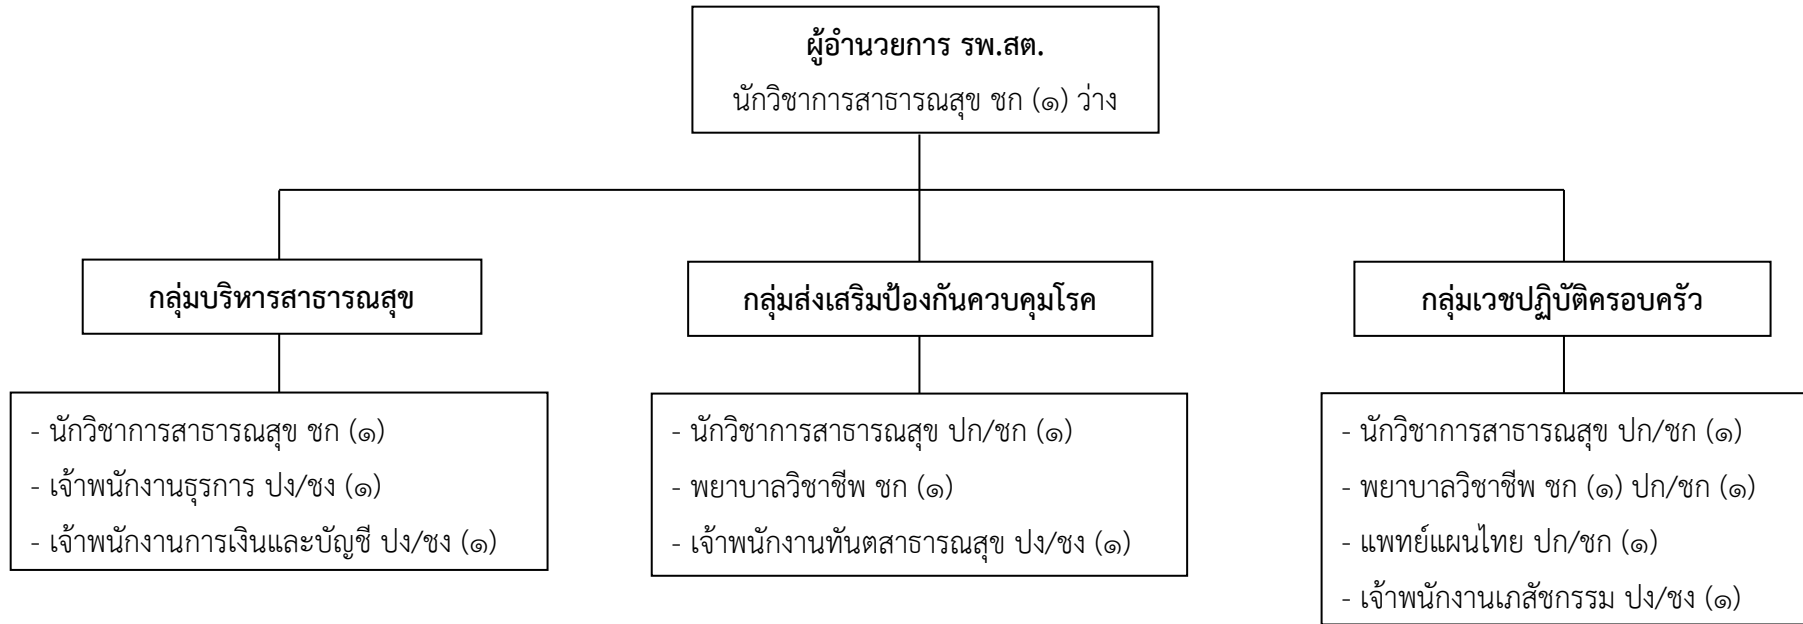 ผู้อำนวยการ รพ.สต.
นักวิชาการสาธารณสุข ชก (๑) ว่าง
กลุ่มบริหารสาธารณสุข
- นักวิชาการสาธารณสุข ชก (๑)
- เจ้าพนักงานธุรการ ปง/ชง (๑)
- เจ้าพนักงานการเงินและบัญชี ปง/ชง (๑)
กลุ่มส่งเสริมป้องกันควบคุมโรค
- นักวิชาการสาธารณสุข ปก/ชก (๑)
- พยาบาลวิชาชีพ ชก (๑)
- เจ้าพนักงานทันตสาธารณสุข ปง/ชง (๑)
กลุ่มเวชปฏิบัติครอบครัว
- นักวิชาการสาธารณสุข ปก/ชก (๑)
- พยาบาลวิชาชีพ ชก (๑) ปก/ชก (๑)
- แพทย์แผนไทย ปก/ชก (๑)
- เจ้าพนักงานเภสัชกรรม ปง/ชง (๑)